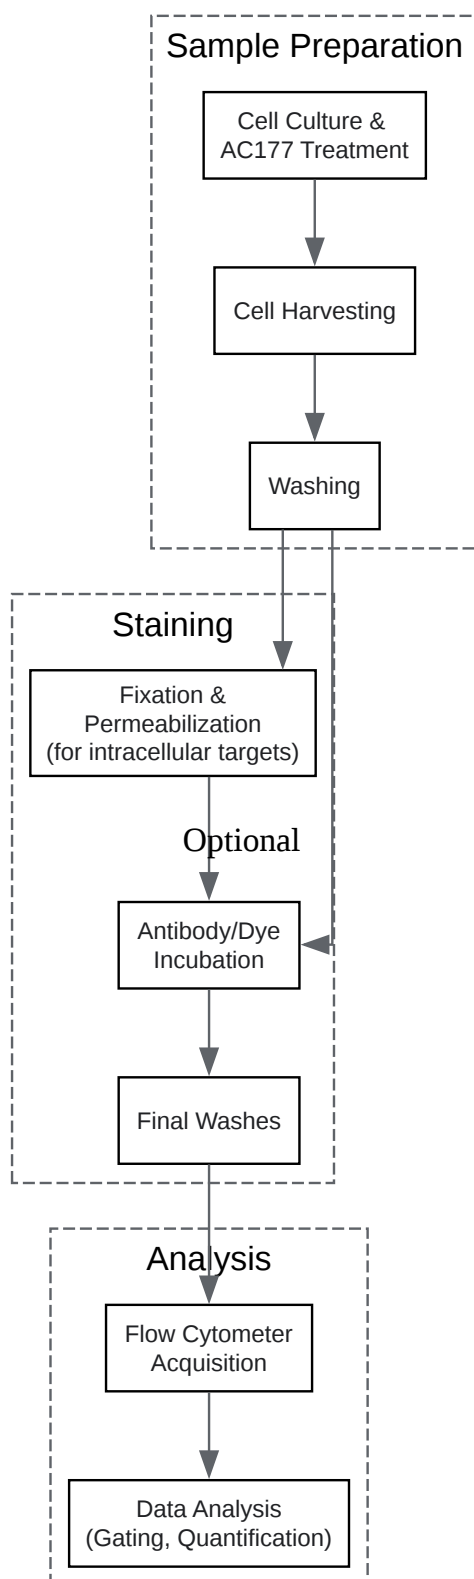 Sample Preparation
Cell Culture &
AC177 Treatment
Cell Harvesting
Washing
Staining
Fixation &
Permeabilization
(for intracellular targets)
Optional
Antibody/Dye
Incubation
Final Washes
Analysis
Flow Cytometer
Acquisition
Data Analysis
(Gating, Quantification)